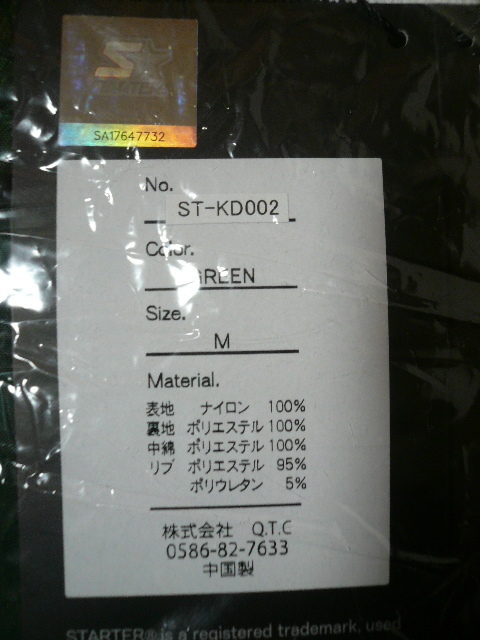 SA17647732
No.
ST-KD002
Color.
GREEN
Size.
M
Material.
表地 ナイロン 100%
裏地 ポリエステル 100%
中綿 ポリエステル 100%
リブ ポリエステル 95%
ポリウレタン 5%
株式会社 Q.T.C
0586-82-7633
中国製
STARTER® is a registered trademark, used